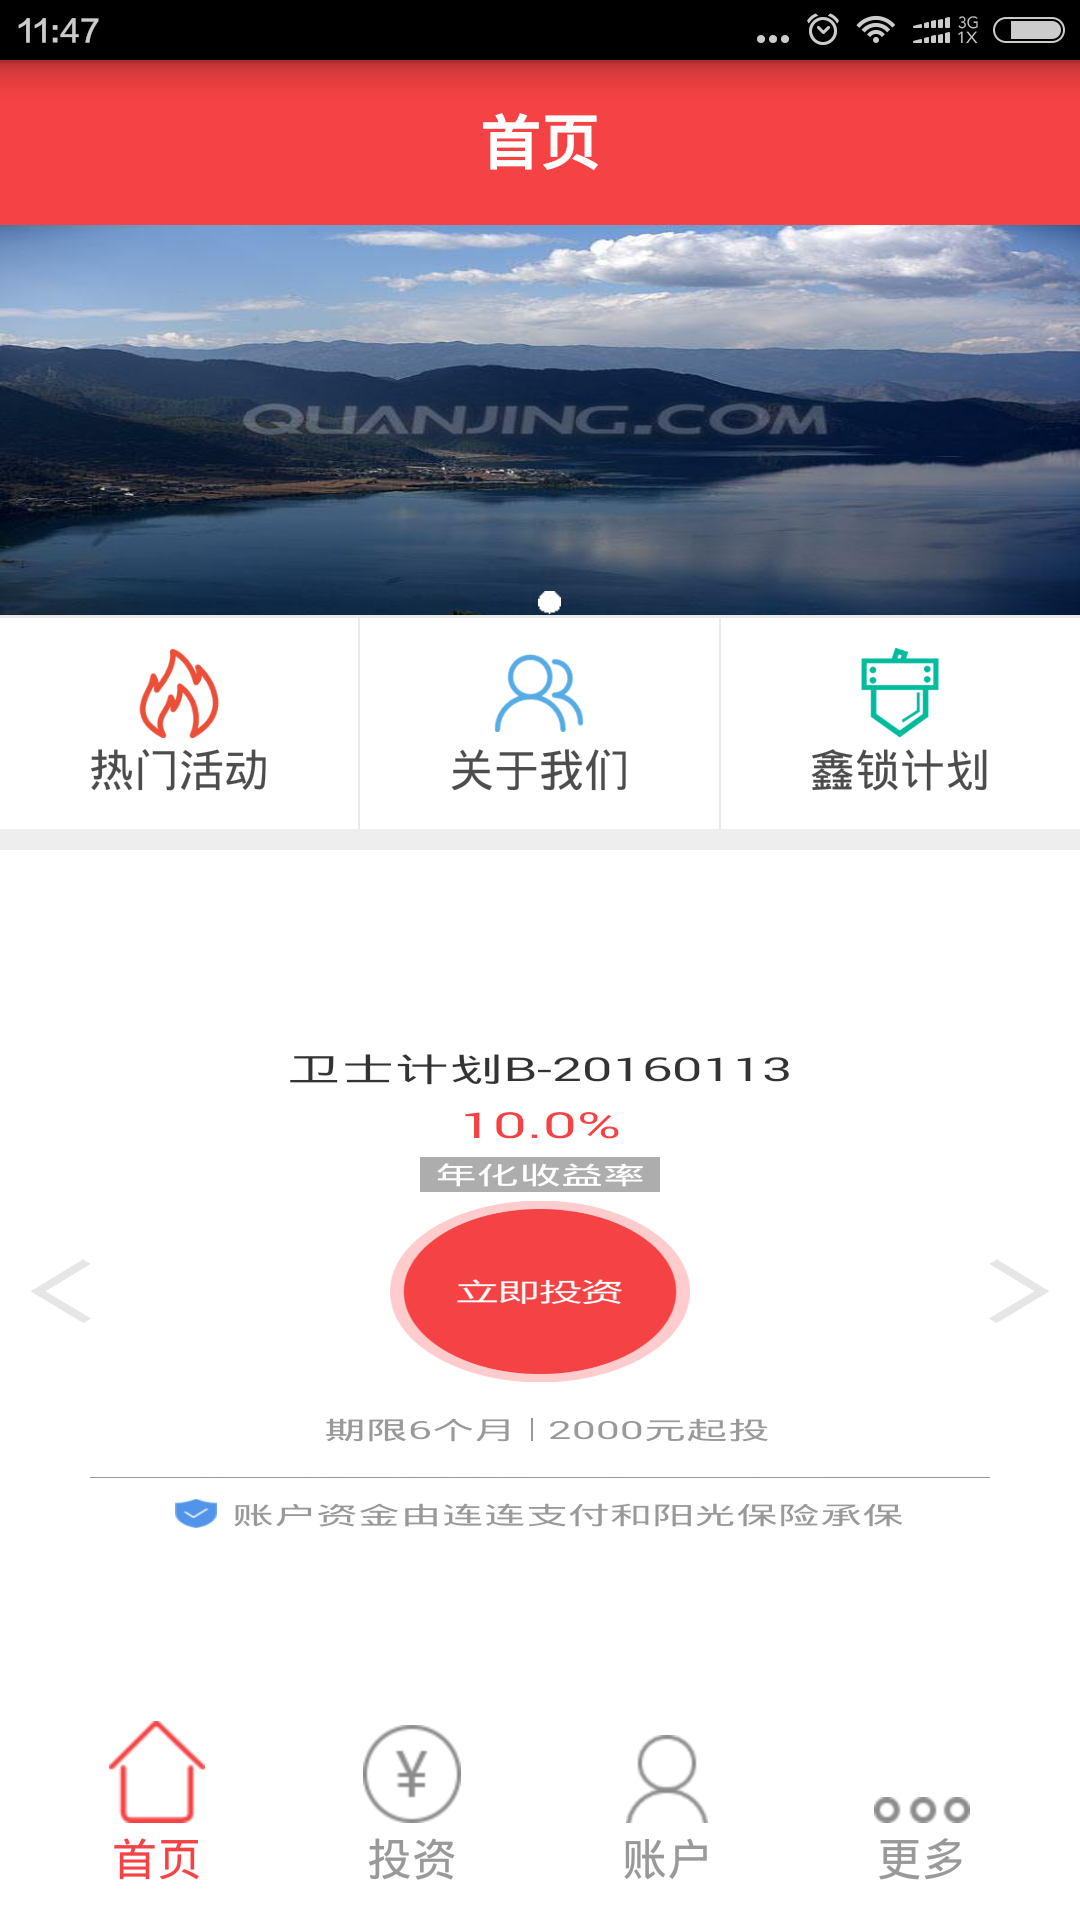 11:47
3G
1X
首页
QUANJING.COM
热门活动
关于我们
鑫锁计划
卫士计划B-20160113
10.0%
年化收益率
立即投资
期限6个月 | 2000元起投
账户资金由连连支付和阳光保险承保
首页
投资
账户
更多